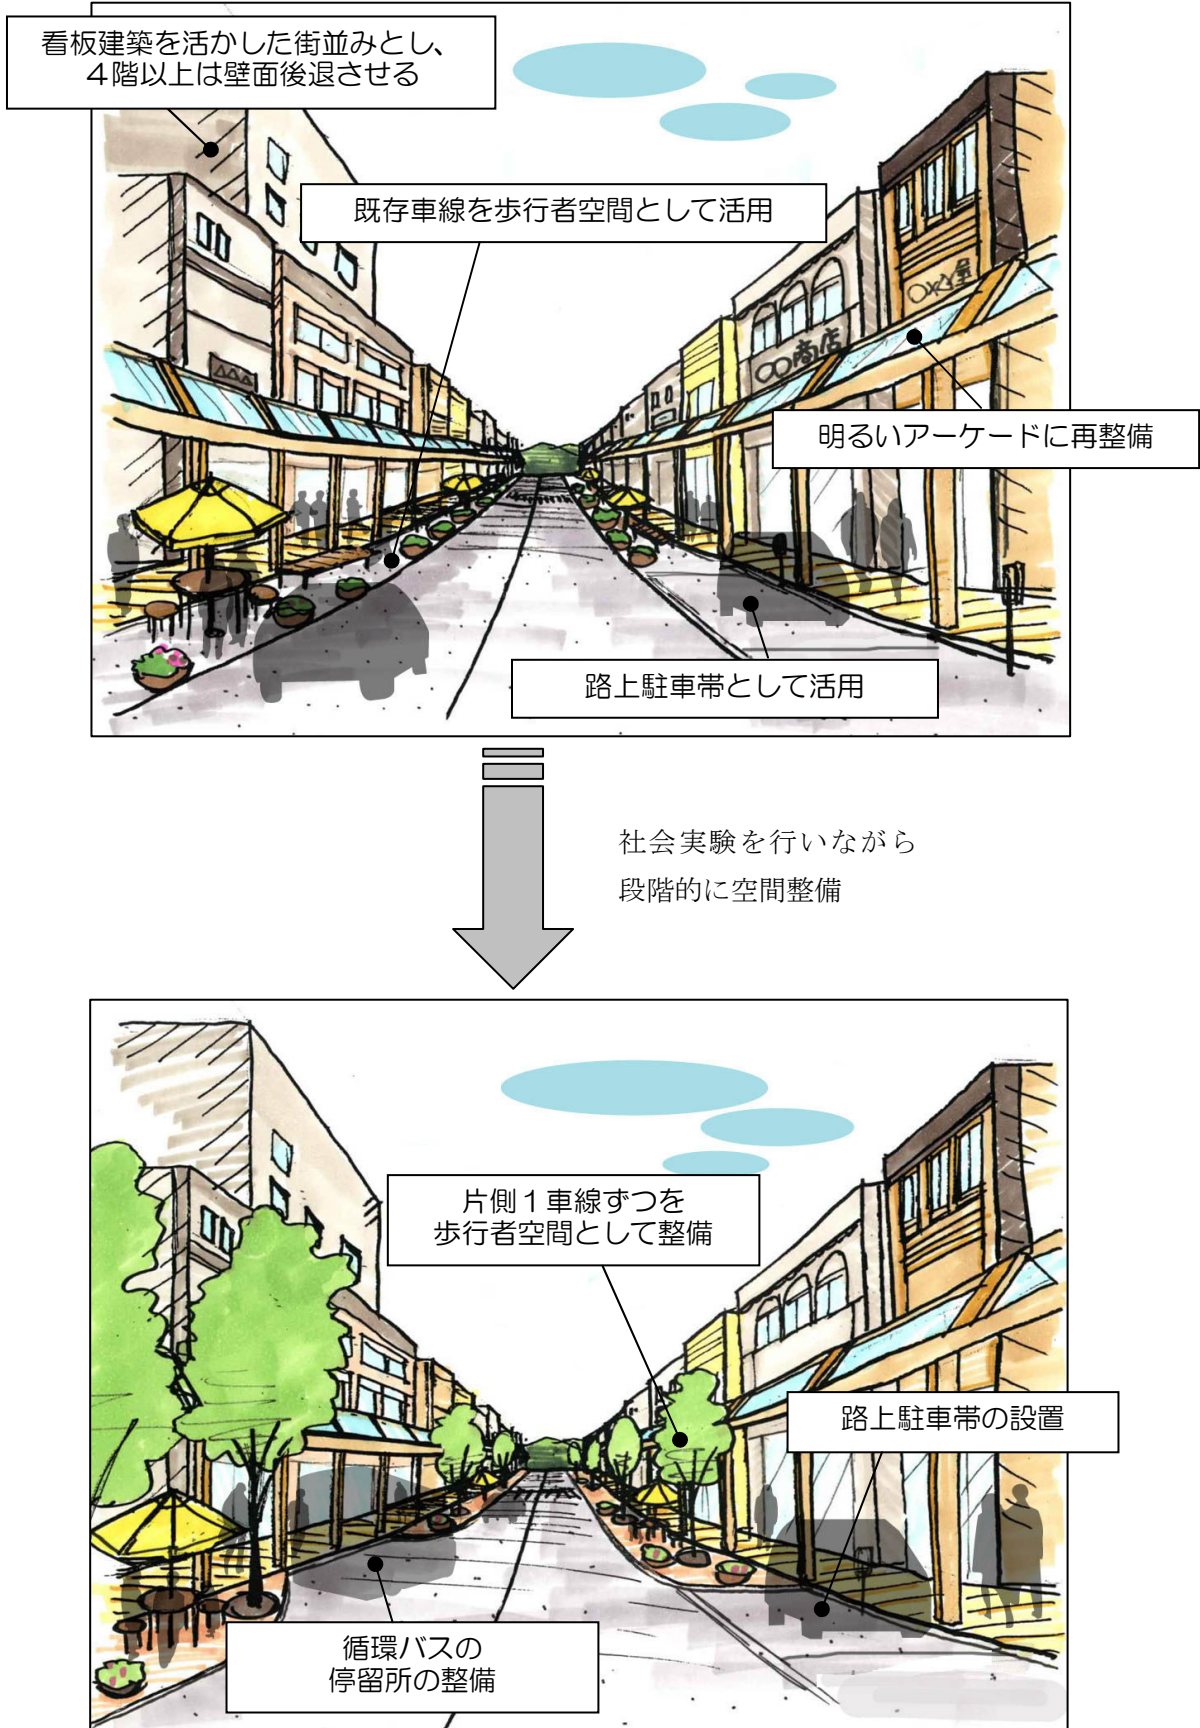 看板建築を活かした街並みとし、
４階以上は壁面後退させる
既存車線を歩行者空間として活用
〇〇商店
明るいアーケードに再整備
路上駐車帯として活用
社会実験を行いながら
段階的に空間整備
片側１車線ずつを
歩行者空間として整備
路上駐車帯の設置
循環バスの
停留所の整備